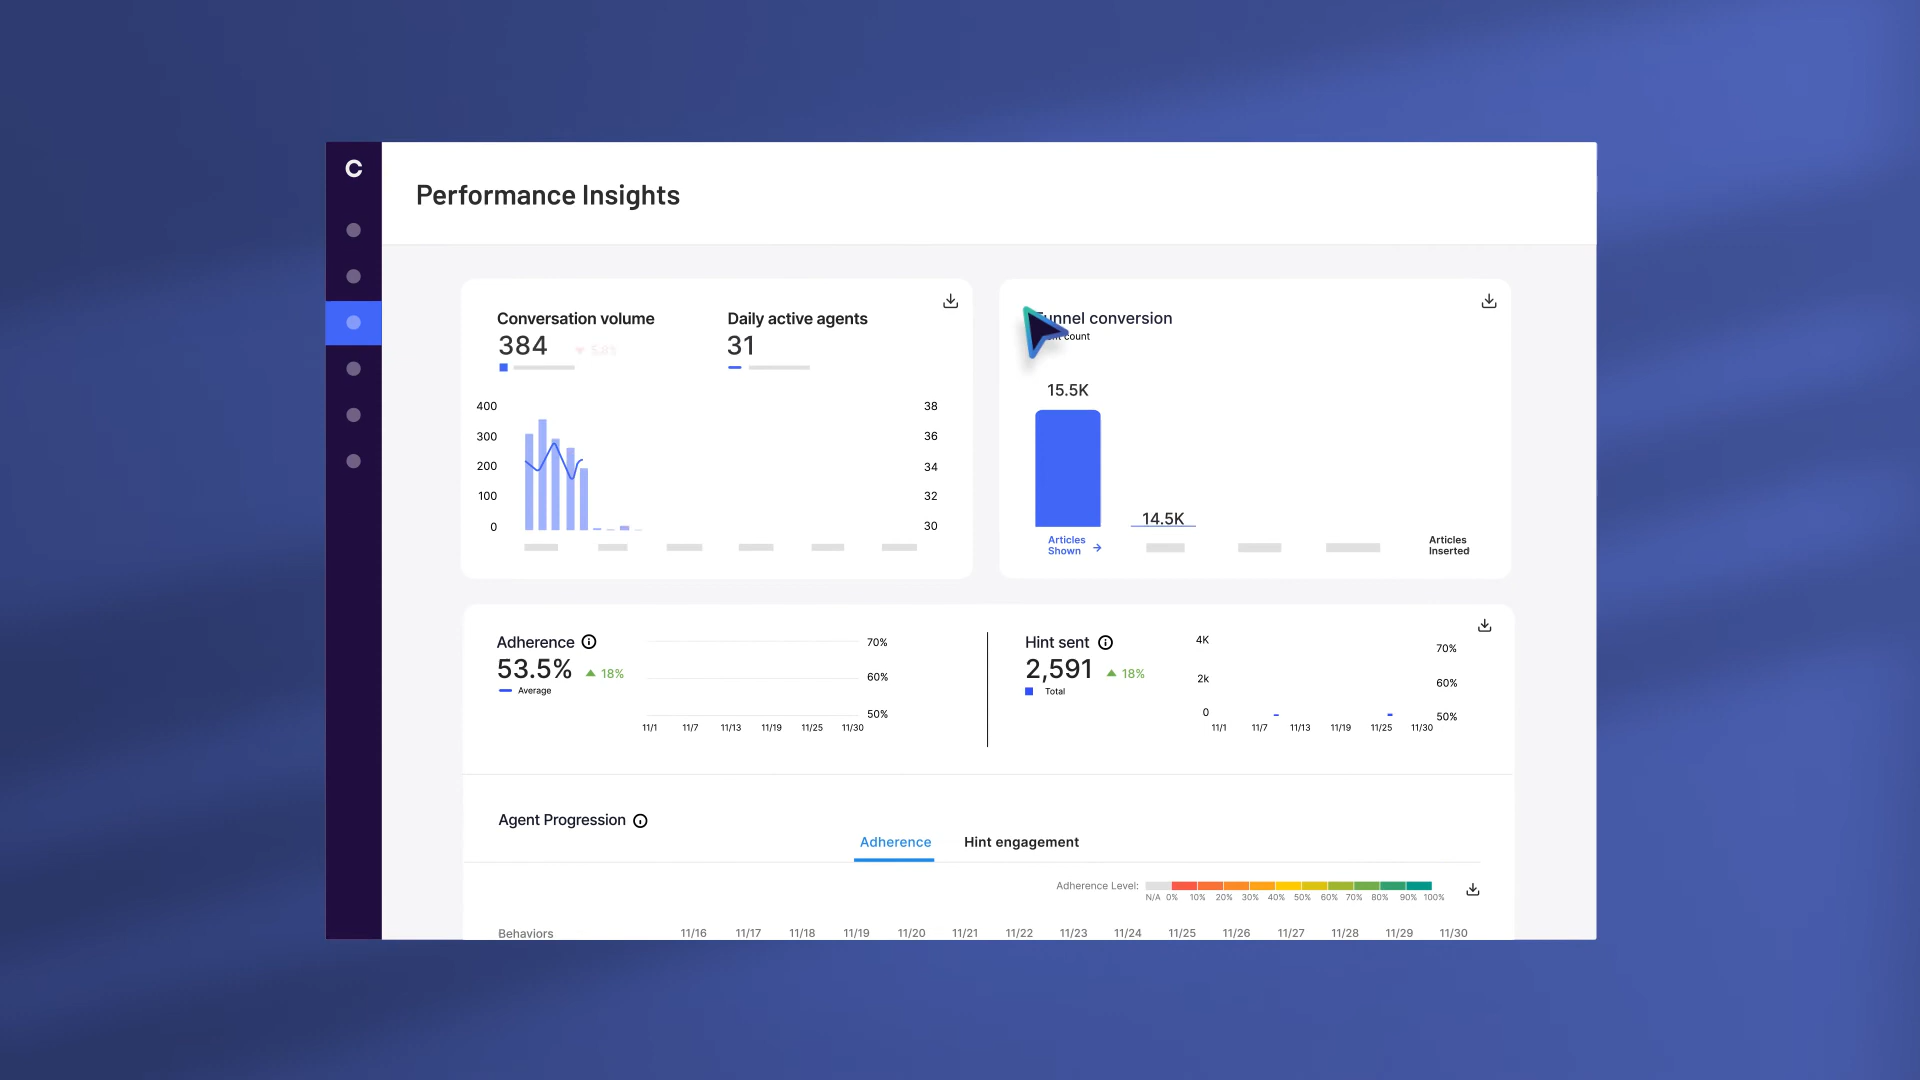 C
Performance Insights
Conversation volume
384
5.8%
Daily active agents
31
400
300
200
100
0
38
36
34
32
30
Funnel conversion
count
15.5K
14.5K
Articles
Shown
Articles
Inserted
Adherence
53.5%
18%
Average
70%
60%
50%
11/1 11/7 11/13 11/19 11/25 11/30
Hint sent
2,591
18%
Total
4K
2k
0
70%
60%
50%
11/1 11/7 11/13 11/19 11/25 11/30
Agent Progression
Adherence Hint engagement
Adherence Level:
N/A 0% 10% 20% 30% 40% 50% 60% 70% 80% 90% 100%
Behaviors 11/16 11/17 11/18 11/19 11/20 11/21 11/22 11/23 11/24 11/25 11/26 11/27 11/28 11/29 11/30